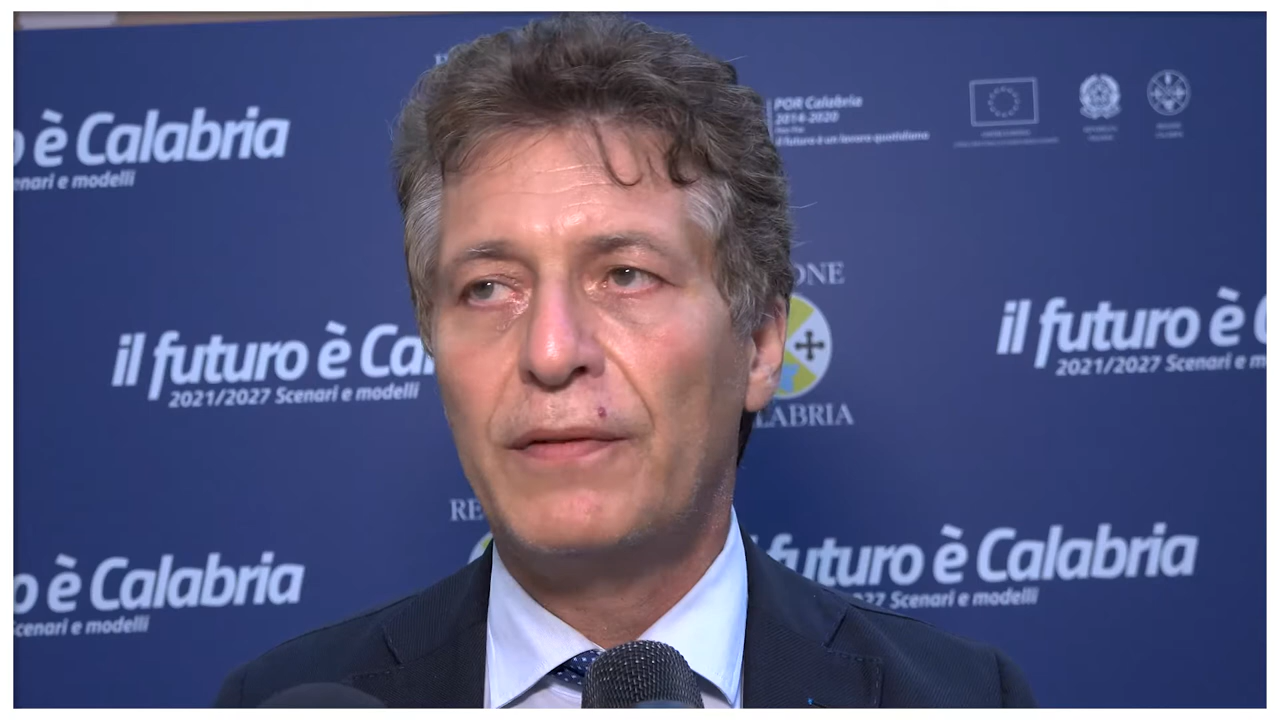 o è Calabria
enari e modelli
POR Calabria
2014-2020
il futuro è un lavoro quotidiano
ONE
LABRIA
il futuro è Ca
2021/2027 Scenari e modelli
il futuro è C
2021/2027 Scenari e m
RE
o è Calabria
cenari e modelli
futuro è Calabria
027 Scenari e modelli